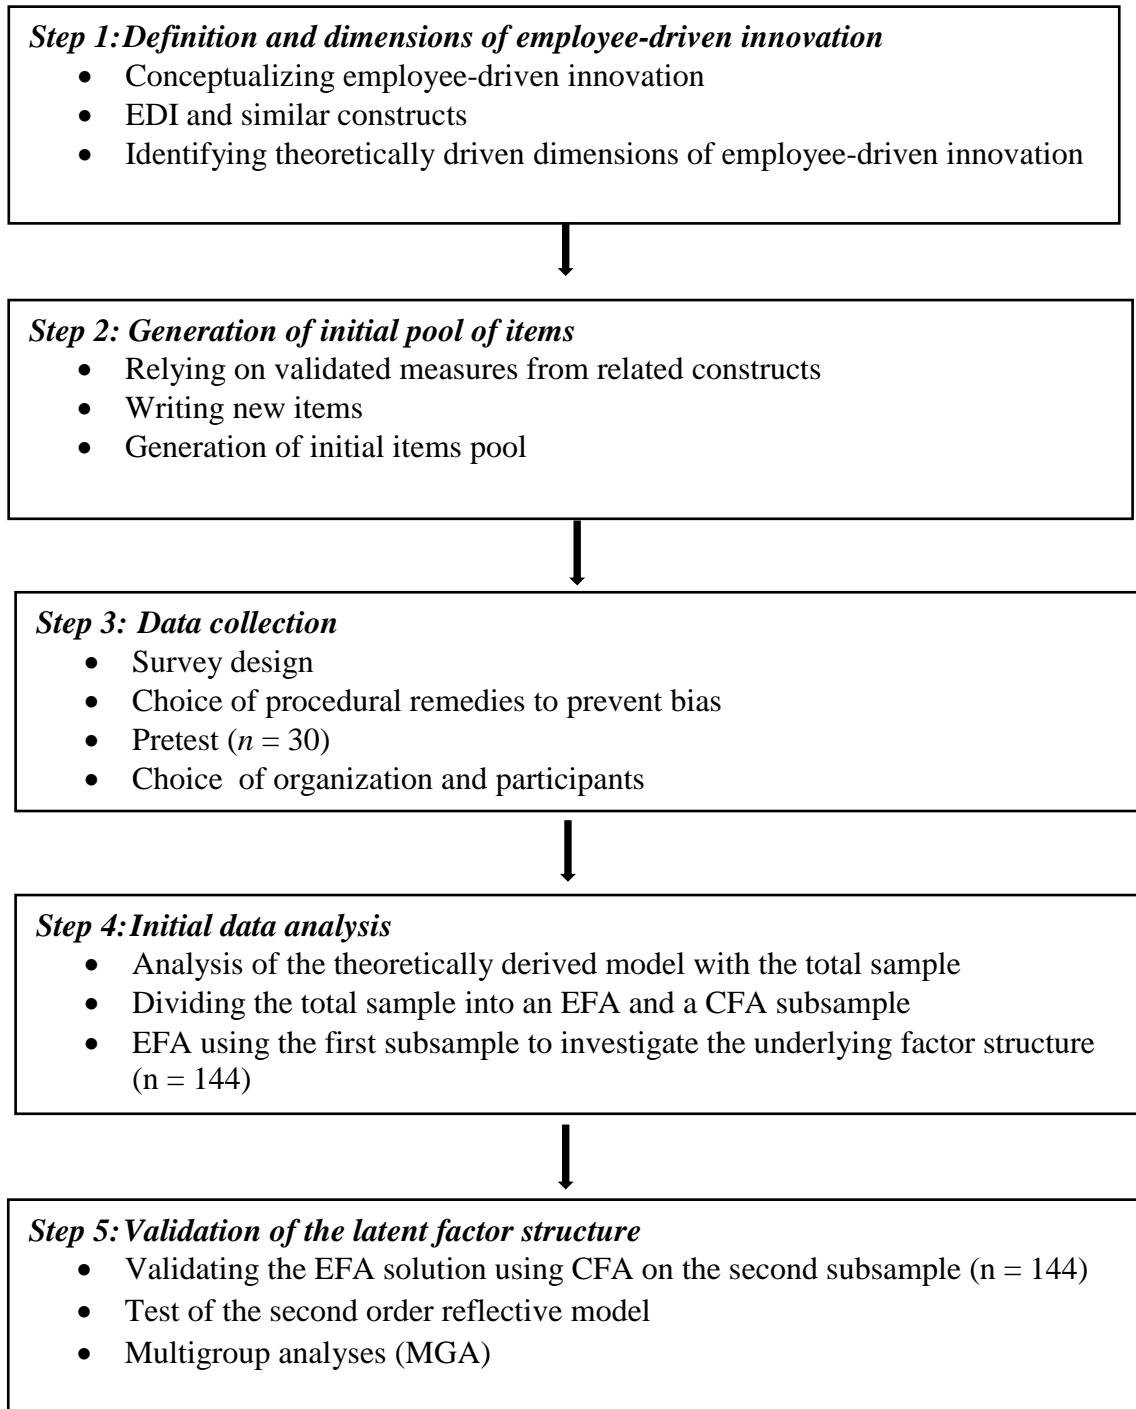 Step 1: Definition and dimensions of employee-driven innovation
• Conceptualizing employee-driven innovation
• EDI and similar constructs
• Identifying theoretically driven dimensions of employee-driven innovation
Step 2: Generation of initial pool of items
• Relying on validated measures from related constructs
• Writing new items
• Generation of initial items pool
Step 3: Data collection
• Survey design
• Choice of procedural remedies to prevent bias
• Pretest (n = 30)
• Choice of organization and participants
Step 4: Initial data analysis
• Analysis of the theoretically derived model with the total sample
• Dividing the total sample into an EFA and a CFA subsample
• EFA using the first subsample to investigate the underlying factor structure
(n = 144)
Step 5: Validation of the latent factor structure
• Validating the EFA solution using CFA on the second subsample (n = 144)
• Test of the second order reflective model
• Multigroup analyses (MGA)